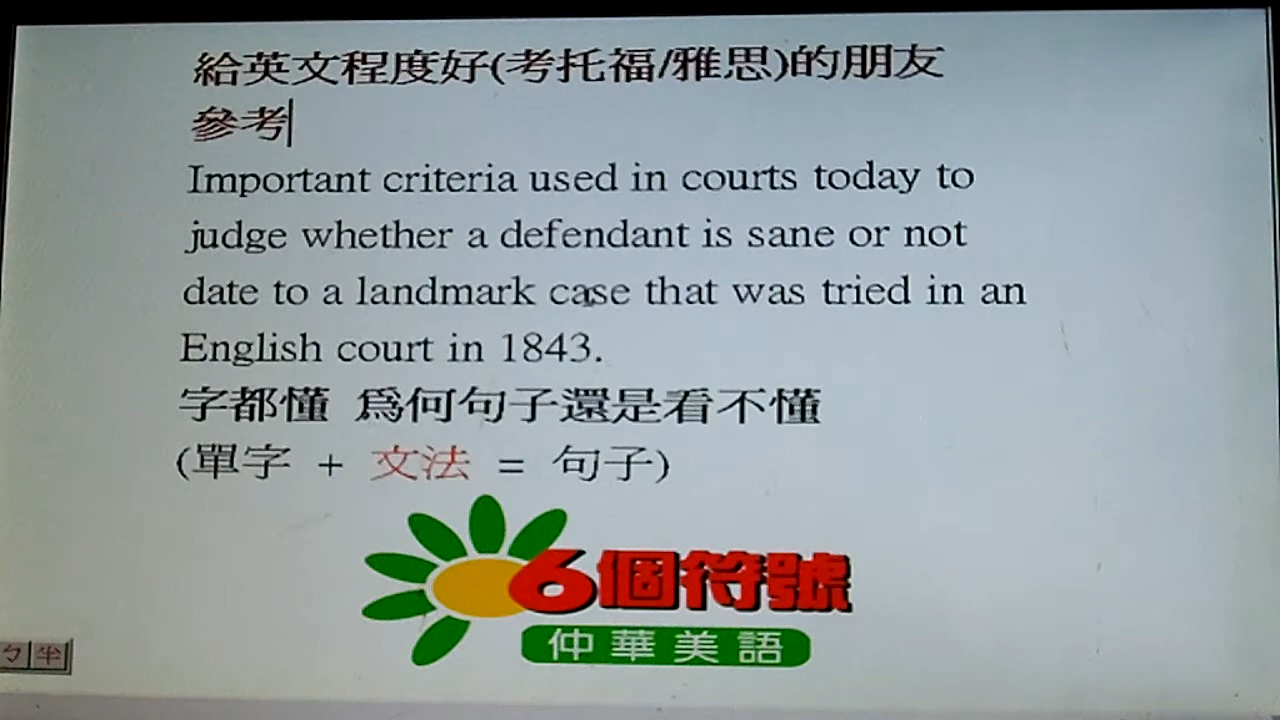 給英文程度好(考托福/雅思)的朋友
參考
Important criteria used in courts today to
judge whether a defendant is sane or not
date to a landmark case that was tried in an
English court in 1843.
字都懂 為何句子還是看不懂
(單字 + 文法 = 句子)
6個符號
仲華美語
ㄅ半